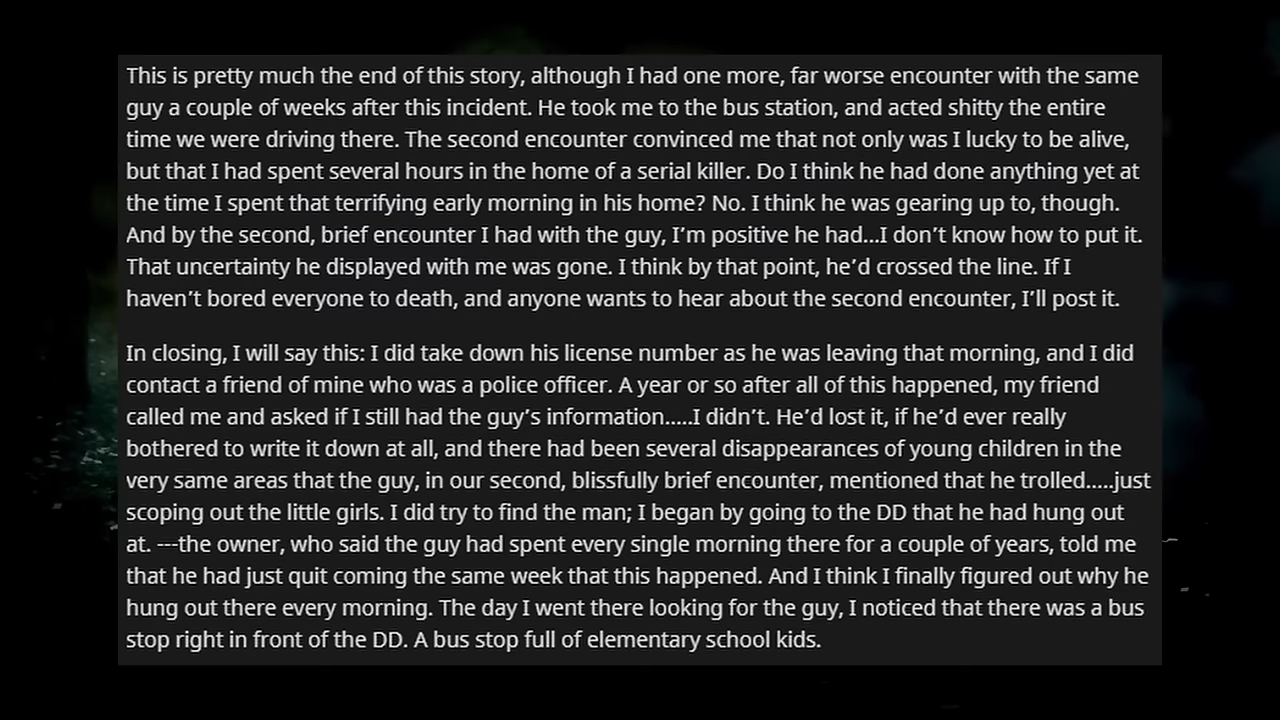 This is pretty much the end of this story, although I had one more, far worse encounter with the same
guy a couple of weeks after this incident. He took me to the bus station, and acted shitty the entire
time we were driving there. The second encounter convinced me that not only was I lucky to be alive,
but that I had spent several hours in the home of a serial killer. Do I think he had done anything yet at
the time I spent that terrifying early morning in his home? No. I think he was gearing up to, though.
And by the second, brief encounter I had with the guy, I’m positive he had...I don’t know how to put it.
That uncertainty he displayed with me was gone. I think by that point, he’d crossed the line. If I
haven’t bored everyone to death, and anyone wants to hear about the second encounter, I’ll post it.
In closing, I will say this: I did take down his license number as he was leaving that morning, and I did
contact a friend of mine who was a police officer. A year or so after all of this happened, my friend
called me and asked if I still had the guy’s information.....I didn’t. He’d lost it, if he’d ever really
bothered to write it down at all, and there had been several disappearances of young children in the
very same areas that the guy, in our second, blissfully brief encounter, mentioned that he trolled.....just
scoping out the little girls. I did try to find the man; I began by going to the DD that he had hung out
at. ---the owner, who said the guy had spent every single morning there for a couple of years, told me
that he had just quit coming the same week that this happened. And I think I finally figured out why he
hung out there every morning. The day I went there looking for the guy, I noticed that there was a bus
stop right in front of the DD. A bus stop full of elementary school kids.